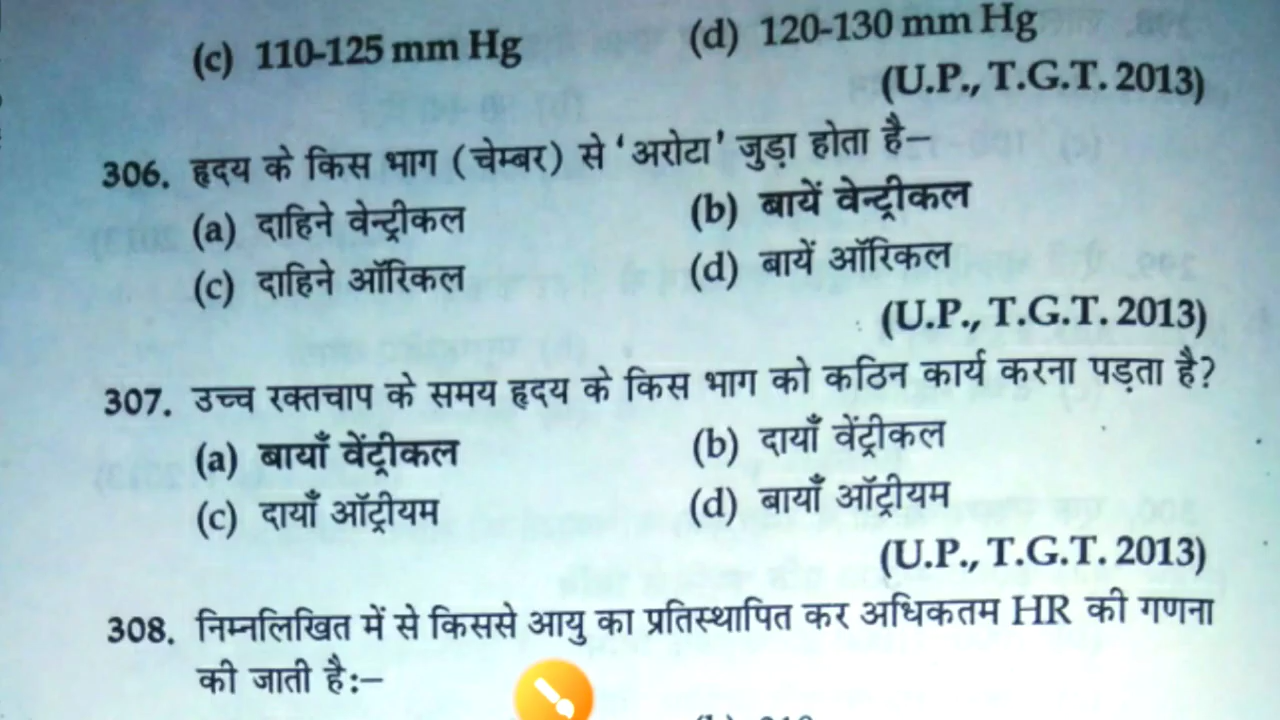 (c) 110-125 mm Hg (d) 120-130 mm Hg
(U.P., T.G.T. 2013)
306. हृदय के किस भाग (चेम्बर) से 'अरोटा' जुड़ा होता है–
(a) दाहिने वेन्ट्रीकल (b) बायें वेन्ट्रीकल
(c) दाहिने ऑरिकल (d) बायें ऑरिकल
(U.P., T.G.T. 2013)
307. उच्च रक्तचाप के समय हृदय के किस भाग को कठिन कार्य करना पड़ता है?
(a) बायाँ वेंट्रीकल (b) दायाँ वेंट्रीकल
(c) दायाँ ऑट्रीयम (d) बायाँ ऑट्रीयम
(U.P., T.G.T. 2013)
308. निम्नलिखित में से किससे आयु का प्रतिस्थापित कर अधिकतम HR की गणना
की जाती है:–